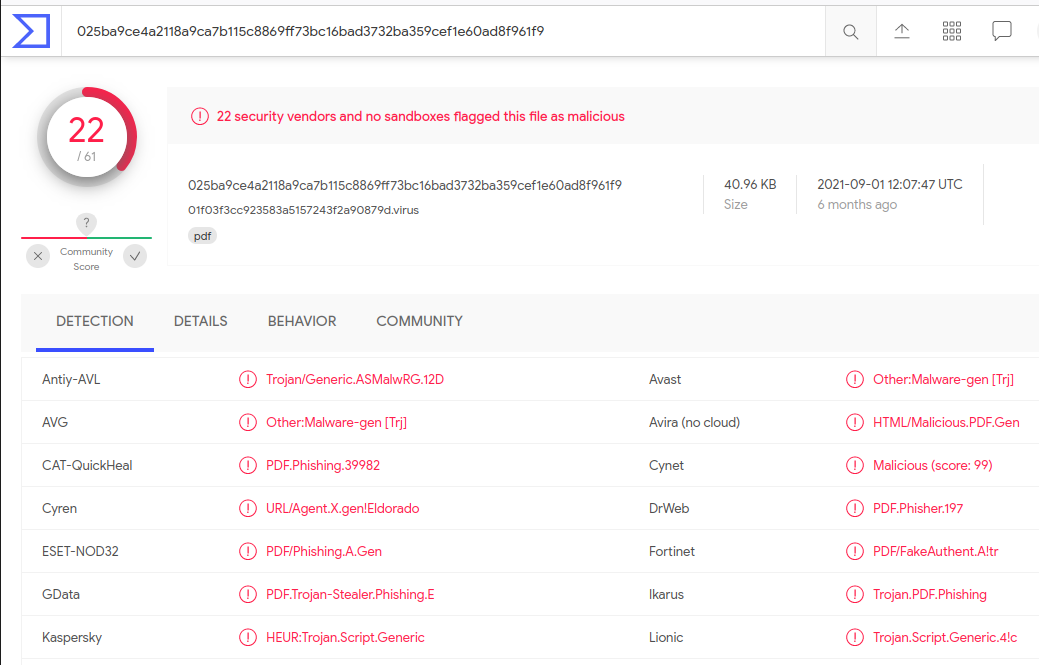 025ba9ce4a2118a9ca7b115c8869ff73bc16bad3732ba359cef1e60ad8f961f9
22
/ 61
?
Community
Score
22 security vendors and no sandboxes flagged this file as malicious
025ba9ce4a2118a9ca7b115c8869ff73bc16bad3732ba359cef1e60ad8f961f9
01f03f3cc923583a5157243f2a90879d.virus
pdf
40.96 KB
Size
2021-09-01 12:07:47 UTC
6 months ago
DETECTION DETAILS BEHAVIOR COMMUNITY
Antiy-AVL Trojan/Generic.ASMalwRG.12D Avast Other:Malware-gen [Trj]
AVG Other:Malware-gen [Trj] Avira (no cloud) HTML/Malicious.PDF.Gen
CAT-QuickHeal PDF.Phishing.39982 Cynet Malicious (score: 99)
Cyren URL/Agent.X.gen!Eldorado DrWeb PDF.Phisher.197
ESET-NOD32 PDF/Phishing.A.Gen Fortinet PDF/FakeAuthent.A!tr
GData PDF.Trojan-Stealer.Phishing.E Ikarus Trojan.PDF.Phishing
Kaspersky HEUR:Trojan.Script.Generic Lionic Trojan.Script.Generic.4!c